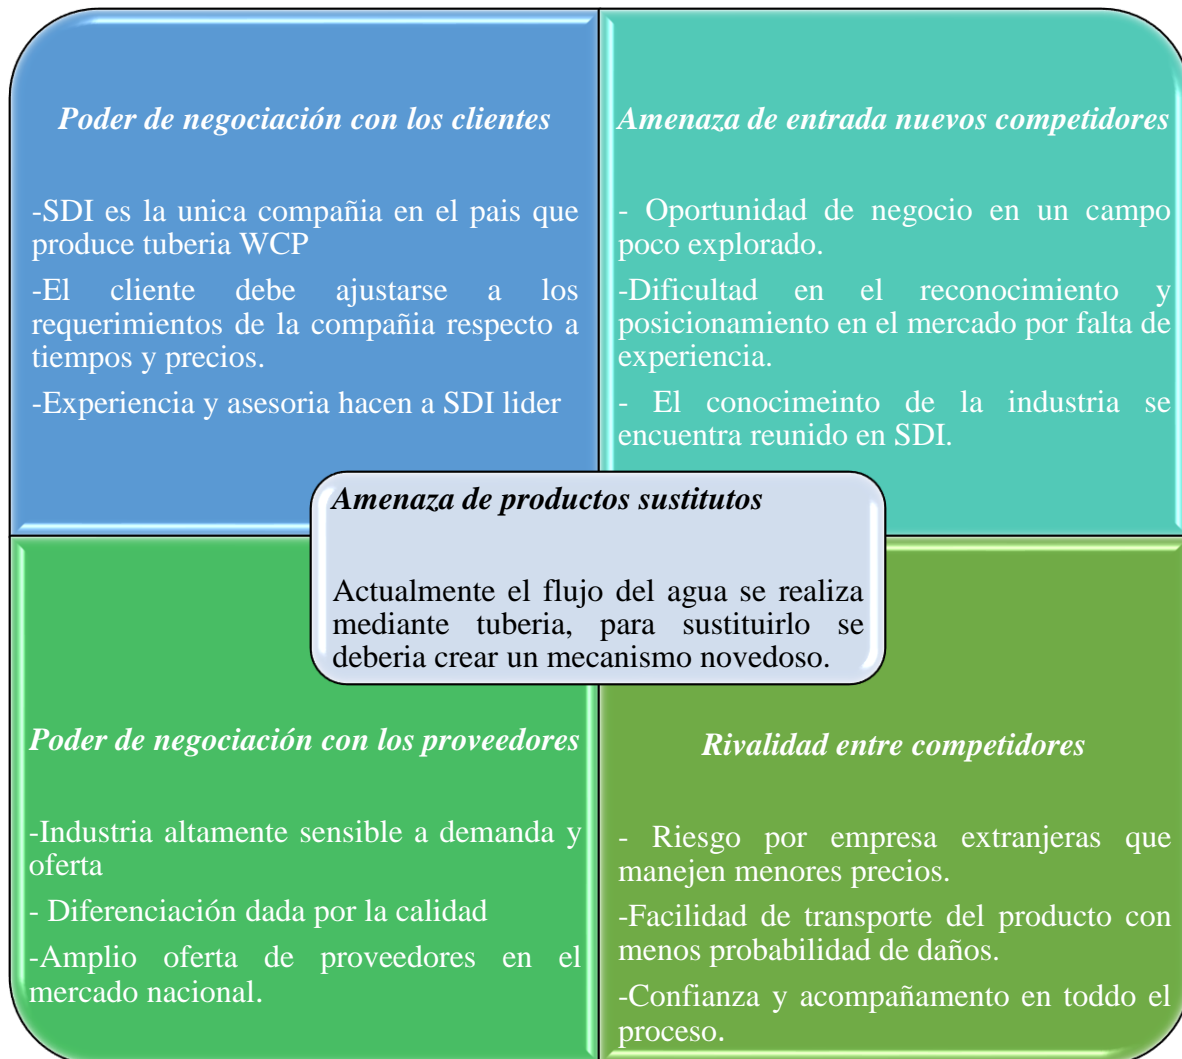 Poder de negociación con los clientes
-SDI es la unica compañia en el pais que
produce tuberia WCP
-El cliente debe ajustarse a los
requerimientos de la compañia respecto a
tiempos y precios.
-Experiencia y asesoria hacen a SDI lider
Amenaza de entrada nuevos competidores
- Oportunidad de negocio en un campo
poco explorado.
-Dificultad en el reconocimiento y
posicionamiento en el mercado por falta de
experiencia.
- El conocimeinto de la industria se
encuentra reunido en SDI.
Amenaza de productos sustitutos
Actualmente el flujo del agua se realiza
mediante tuberia, para sustituirlo se
deberia crear un mecanismo novedoso.
Poder de negociación con los proveedores
-Industria altamente sensible a demanda y
oferta
- Diferenciación dada por la calidad
-Amplio oferta de proveedores en el
mercado nacional.
Rivalidad entre competidores
- Riesgo por empresa extranjeras que
manejen menores precios.
-Facilidad de transporte del producto con
menos probabilidad de daños.
-Confianza y acompañamento en toddo el
proceso.